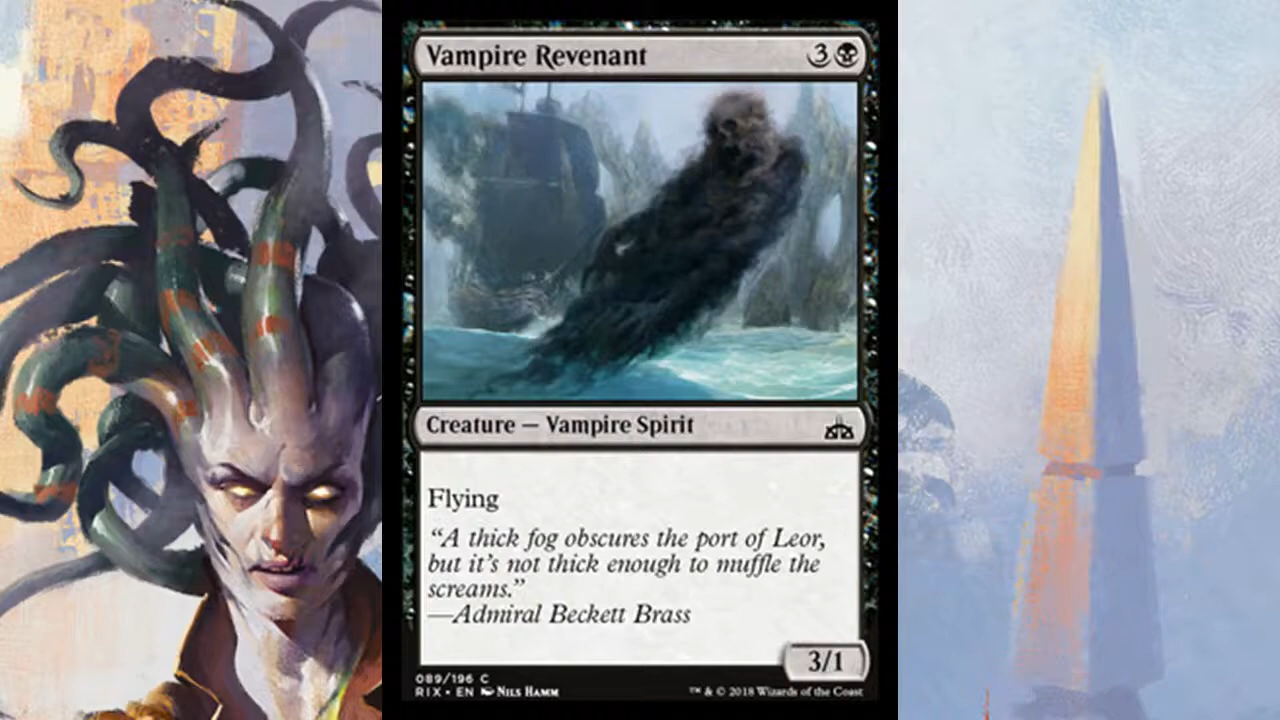 Vampire Revenant 3
Creature — Vampire Spirit
Flying
“A thick fog obscures the port of Leor,
but it’s not thick enough to muffle the
screams.”
—Admiral Beckett Brass
3/1
089/196 C
RIX • EN Nils Hamm
™ & © 2018 Wizards of the Coast